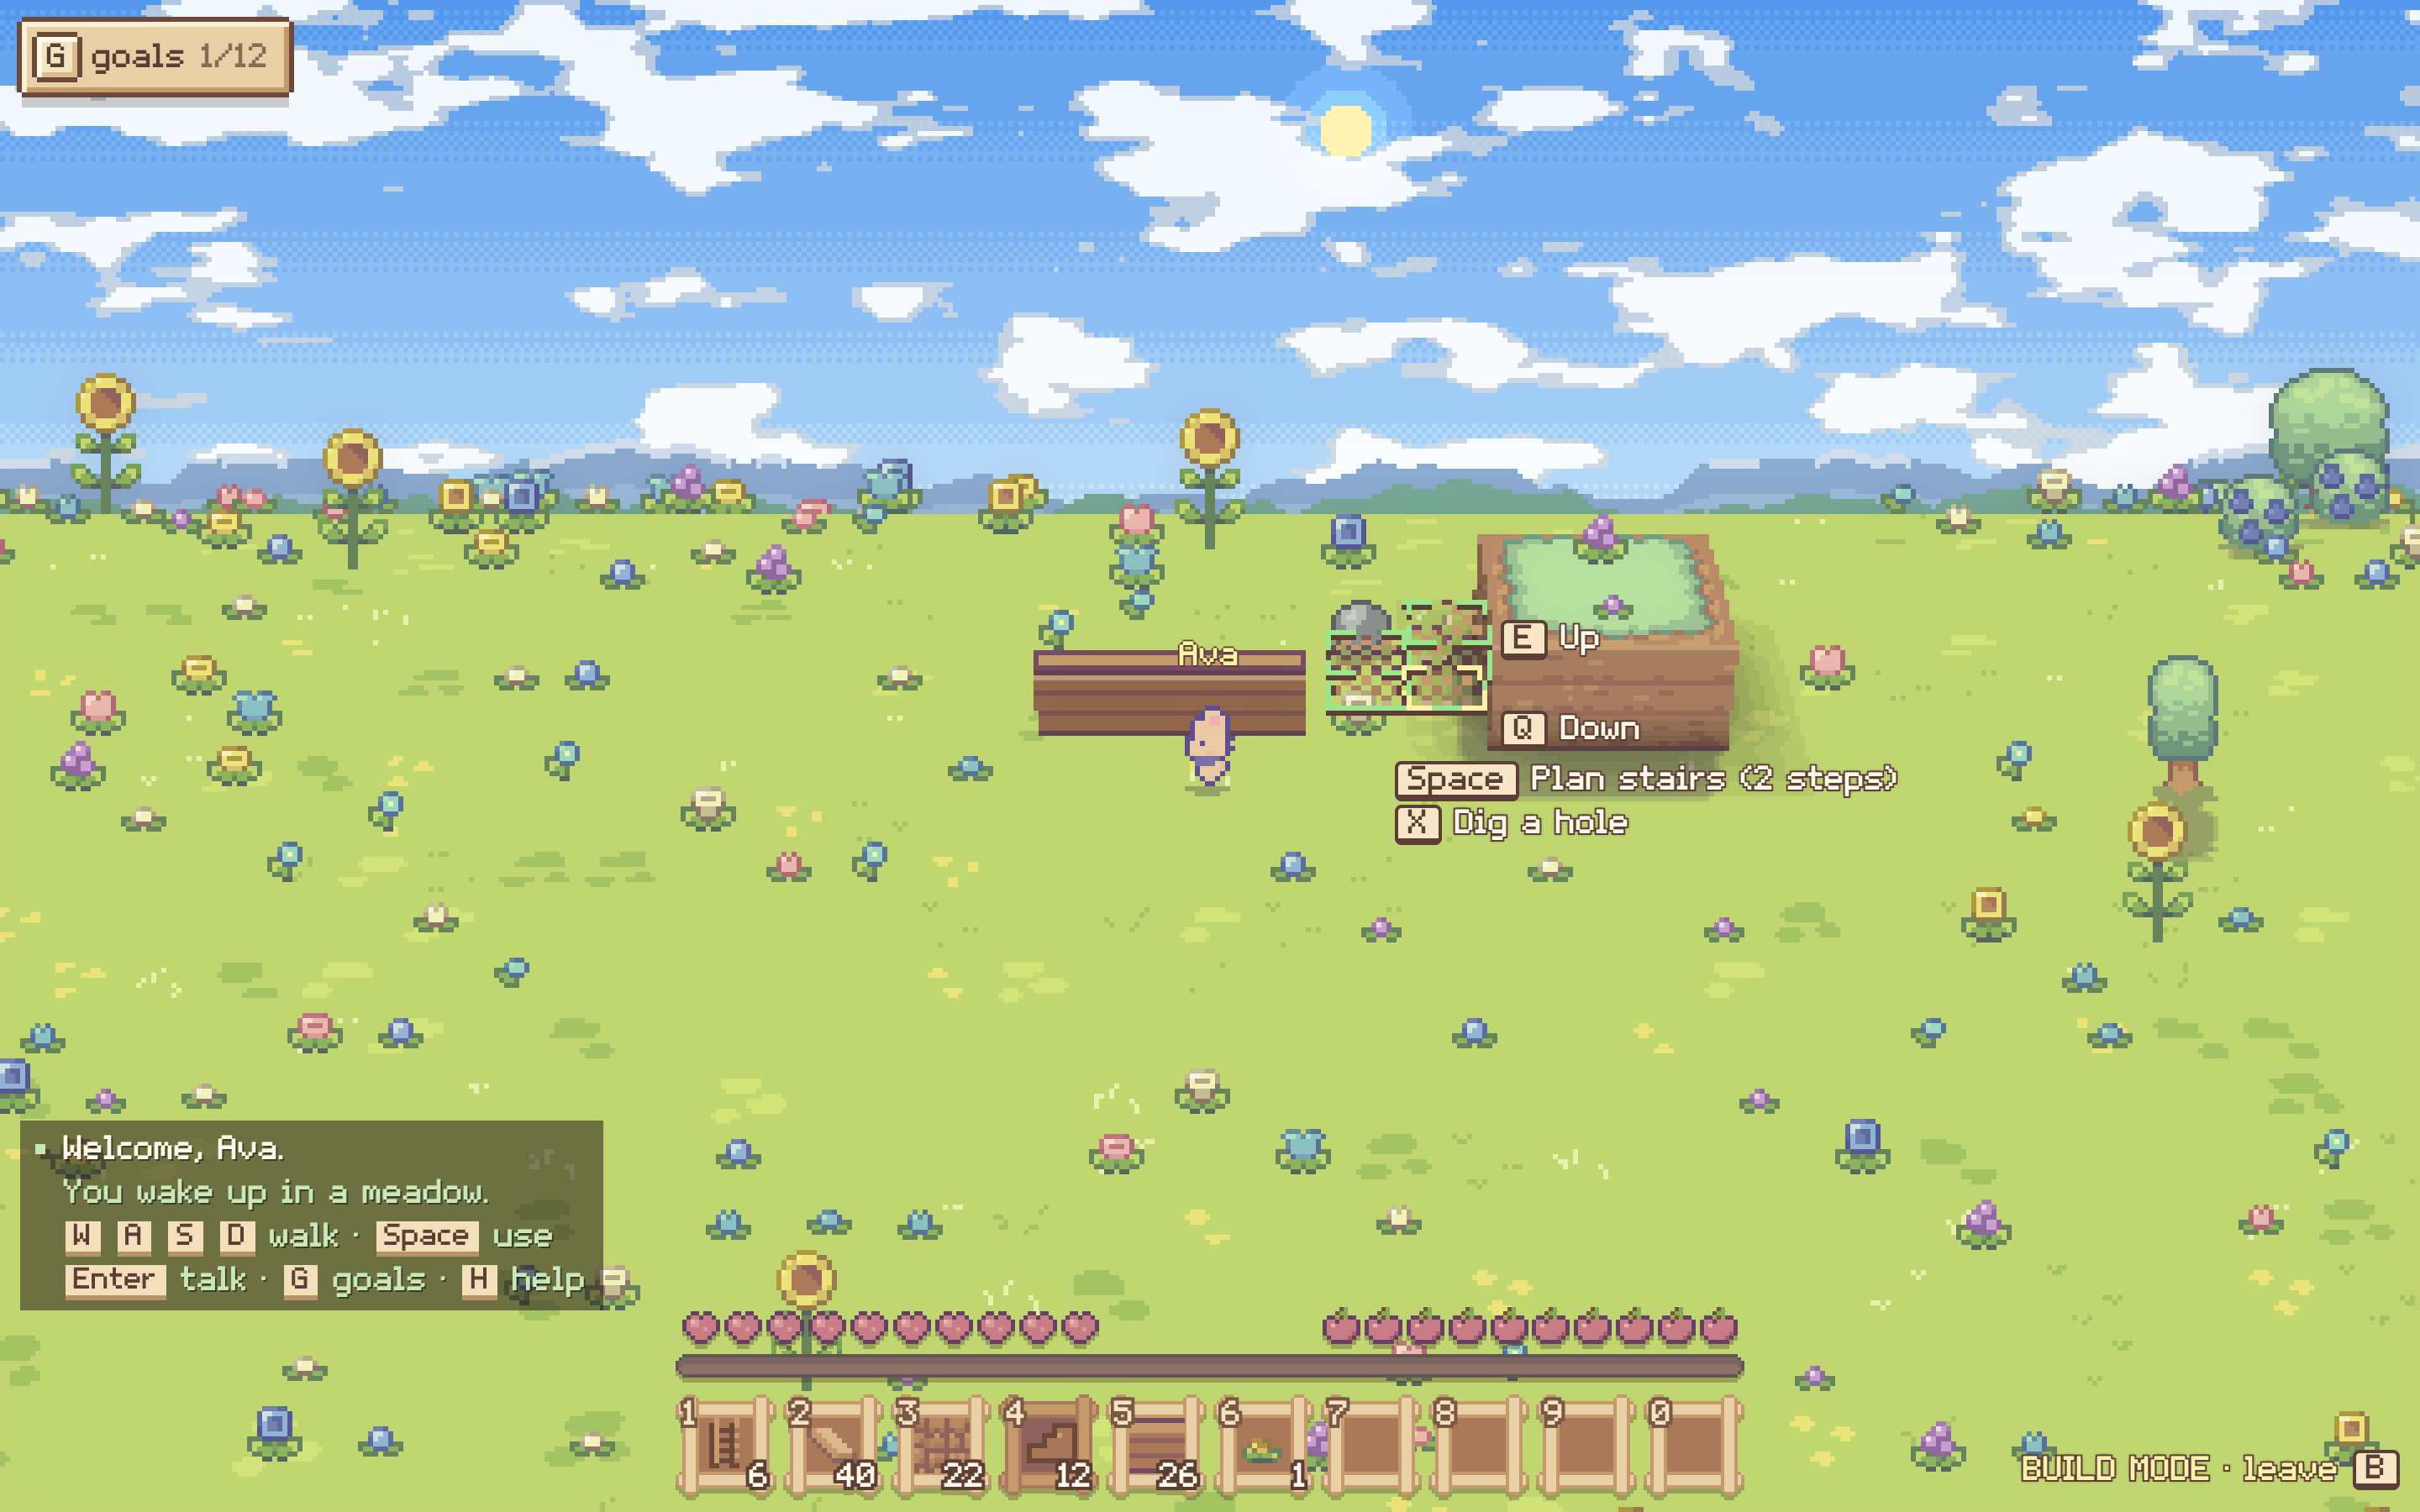 G goals 1/12
Ava
E Up
Q Down
Space Plan stairs (2 steps)
X Dig a hole
Welcome, Ava.
You wake up in a meadow.
W A S D walk · Space use
Enter talk · G goals · H help
1 2 3 4 5 6 7 8 9 0
6 40 22 12 26 1
BUILD MODE · leave B